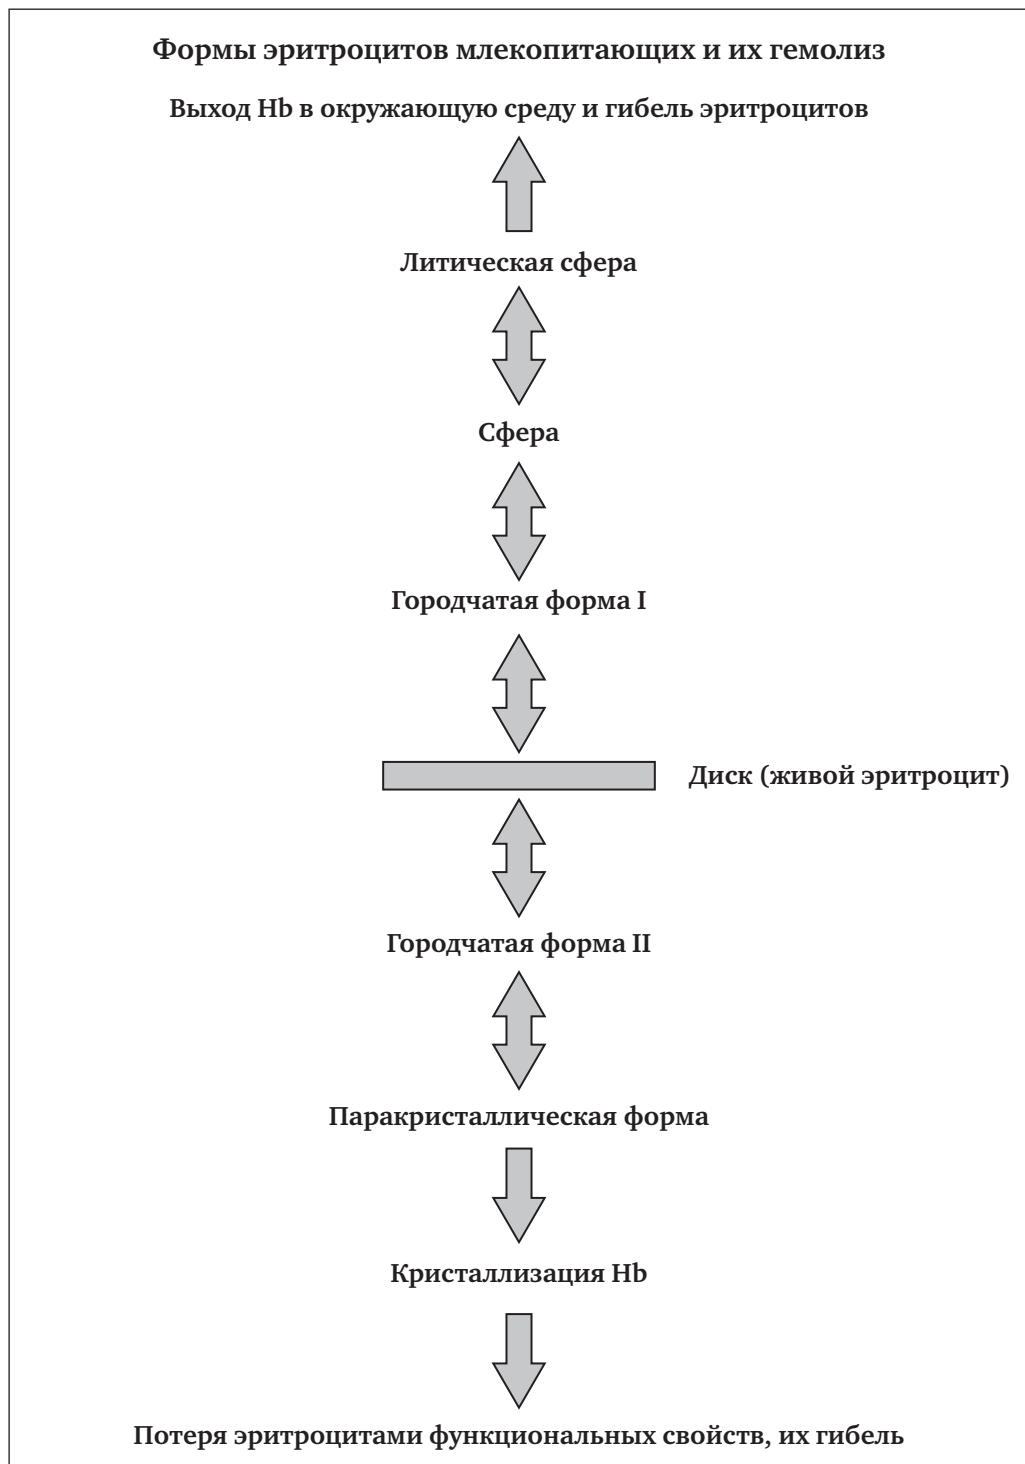 Формы эритроцитов млекопитающих и их гемолиз
Выход Hb в окружающую среду и гибель эритроцитов
Литическая сфера
Сфера
Городчатая форма I
Диск (живой эритроцит)
Городчатая форма II
Паракристаллическая форма
Кристаллизация Hb
Потеря эритроцитами функциональных свойств, их гибель